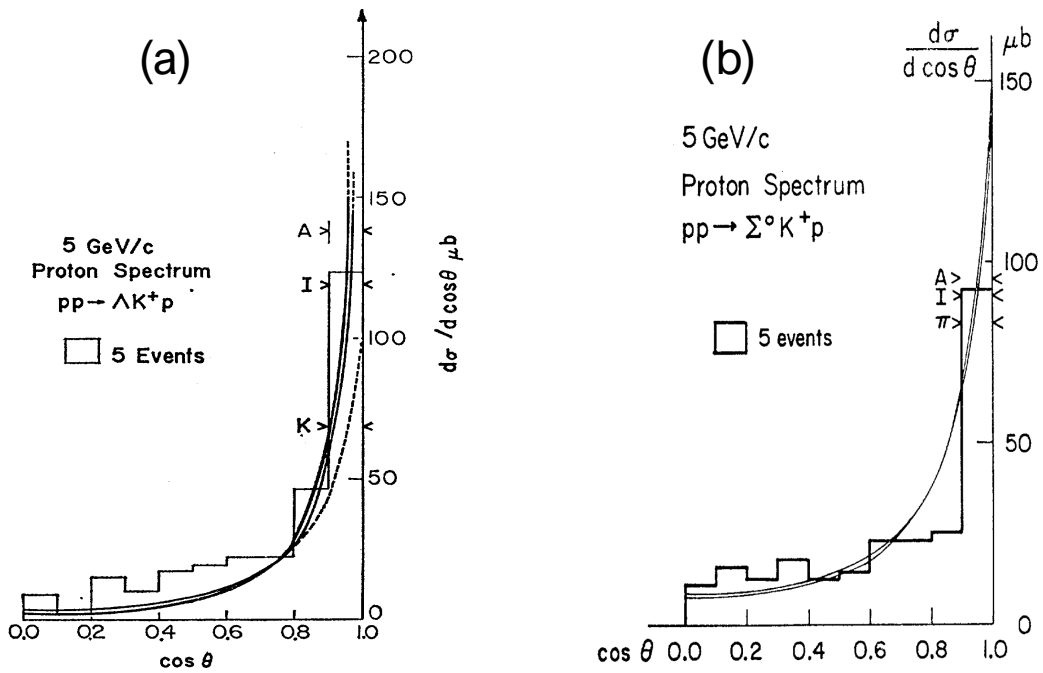 (a)
200
150
100
50
0
dσ/dcosθ μb
A
I
K
5 GeV/c
Proton Spectrum
pp→ ΛK⁺p
5 Events
0.0 0.2 0.4 0.6 0.8 1.0
cos θ
(b)
dσ
d cosθ
μb
150
100
50
0
5 GeV/c
Proton Spectrum
pp→ Σ°K⁺p
A
I
π
5 events
cos θ 0.0 0.2 0.4 0.6 0.8 1.0